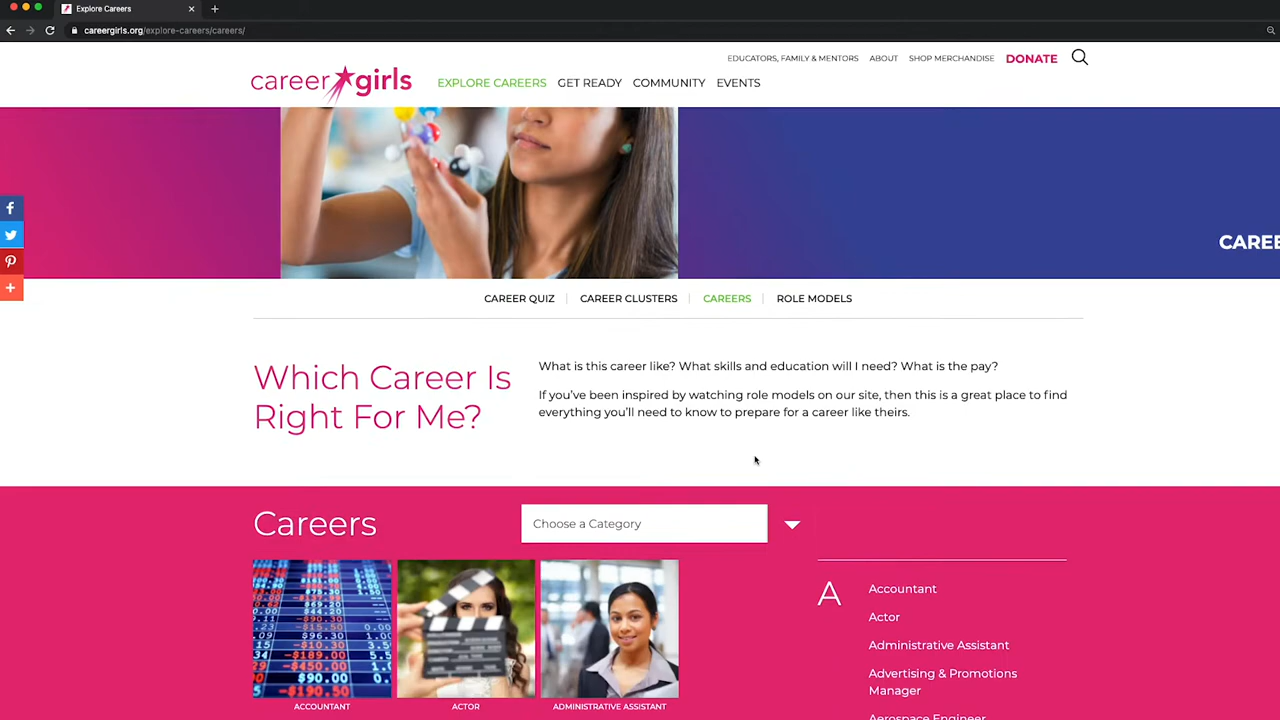 Explore Careers
careergirls.org/explore-careers/careers/
EDUCATORS, FAMILY & MENTORS ABOUT SHOP MERCHANDISE DONATE
career girls EXPLORE CAREERS GET READY COMMUNITY EVENTS
CAREE
CAREER QUIZ CAREER CLUSTERS CAREERS ROLE MODELS
Which Career Is
Right For Me?
What is this career like? What skills and education will I need? What is the pay?
If you've been inspired by watching role models on our site, then this is a great place to find
everything you'll need to know to prepare for a career like theirs.
Careers
Choose a Category
ACCOUNTANT
ACTOR
ADMINISTRATIVE ASSISTANT
A
Accountant
Actor
Administrative Assistant
Advertising & Promotions
Manager
Aerospace Engineer